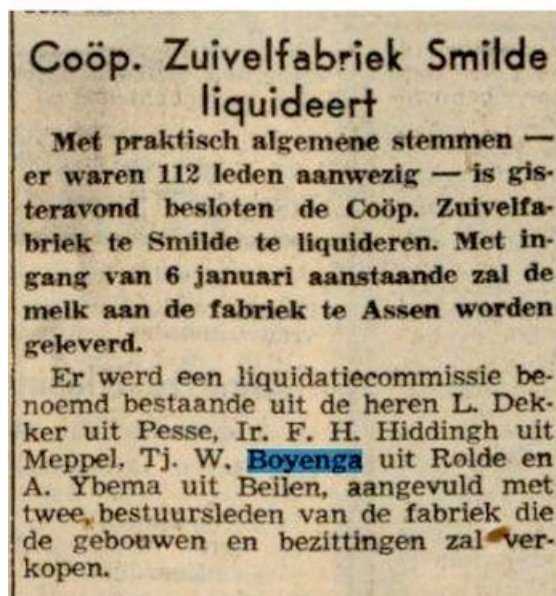 Coöp. Zuivelfabriek Smilde
liquideert
Met praktisch algemene stemmen —
er waren 112 leden aanwezig — is gis-
teravond besloten de Coöp. Zuivelfa-
briek te Smilde te liquideren. Met in-
gang van 6 januari aanstaande zal de
melk aan de fabriek te Assen worden
geleverd.
Er werd een liquidatiecommissie be-
noemd bestaande uit de heren L. Dek-
ker uit Pesse, Ir. F. H. Hiddingh uit
Meppel, Tj. W. Boyenga uit Rolde en
A. Ybema uit Beilen, aangevuld met
twee bestuursleden van de fabriek die
de gebouwen en bezittingen zal ver-
kopen.